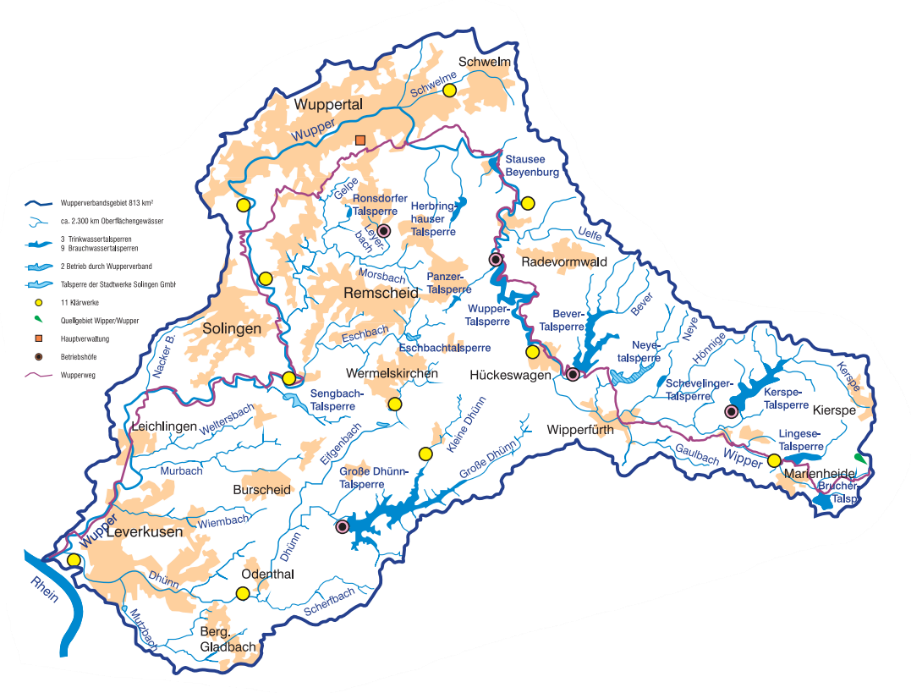 Wupperverbandsgebiet 813 km²
ca. 2.300 km Oberflächengewässer
3 Trinkwassertalsperren
9 Brauchwassertalsperren
2 Betrieb durch Wupperverband
Talsperre der Stadtwerke Solingen GmbH
11 Klärwerke
Quellgebiet Wipper/Wupper
Hauptverwaltung
Betriebshöfe
Wupperweg
Schwelm
Schwelme
Wuppertal
Wupper
Stausee
Beyenburg
Gelpe
Ronsdorfer
Talsperre
Herbring-
hauser
Talsperre
Leyer-
bach
Uelfe
Radevormwald
Morsbach
Panzer-
Talsperre
Remscheid
Wupper-
Talsperre
Bever-
Talsperre
Bever
Neye
Solingen
Eschbach
Eschbachtalsperre
Neye-
talsperre
Hönnige
Nacker B.
Wermelskirchen
Hückeswagen
Schevelinger-
Talsperre
Kerspe
Kerspe-
Talsperre
Kierspe
Sengbach-
Talsperre
Leichlingen
Weltersbach
Eifgenbach
Kleine Dhünn
Wipperfürth
Lingese-
Talsperre
Murbach
Große Dhünn-
Talsperre
Große Dhünn
Gaulbach
Wipper
Marienheide
Brucher-
Talsp.
Burscheid
Wiembach
Wupper
Leverkusen
Dhünn
Rhein
Dhünn
Odenthal
Scherfbach
Mutzbach
Berg.
Gladbach